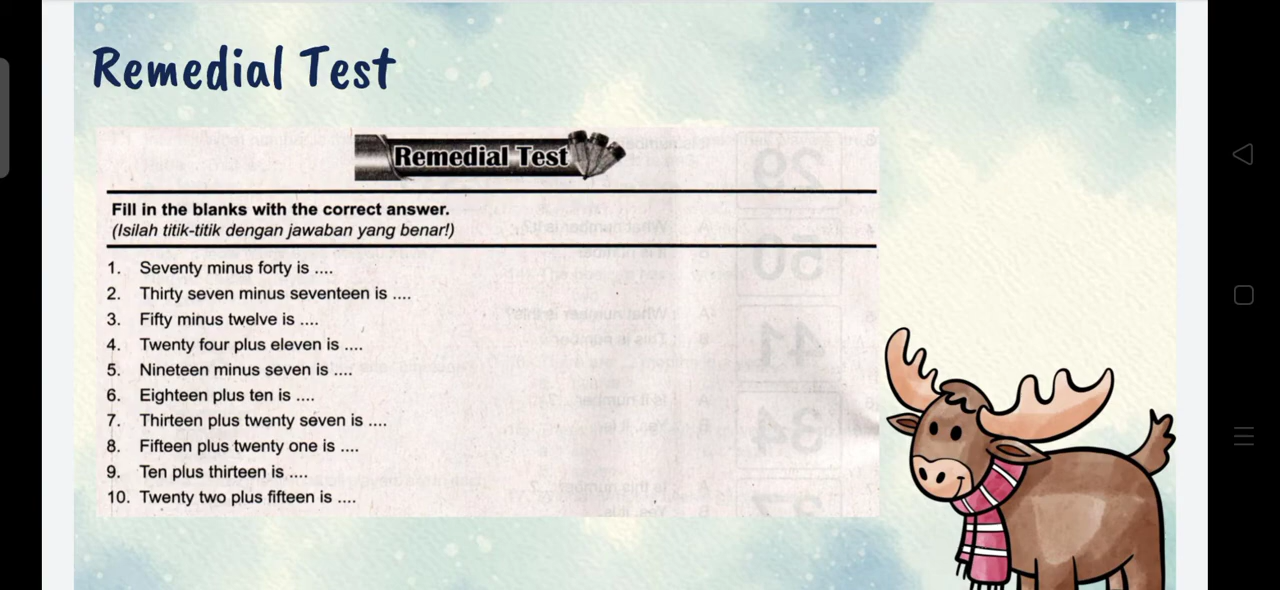 Remedial Test
Remedial Test
Fill in the blanks with the correct answer.
(Isilah titik-titik dengan jawaban yang benar!)
1. Seventy minus forty is ....
2. Thirty seven minus seventeen is ....
3. Fifty minus twelve is ....
4. Twenty four plus eleven is ....
5. Nineteen minus seven is ....
6. Eighteen plus ten is ....
7. Thirteen plus twenty seven is ....
8. Fifteen plus twenty one is ....
9. Ten plus thirteen is ....
10. Twenty two plus fifteen is ....